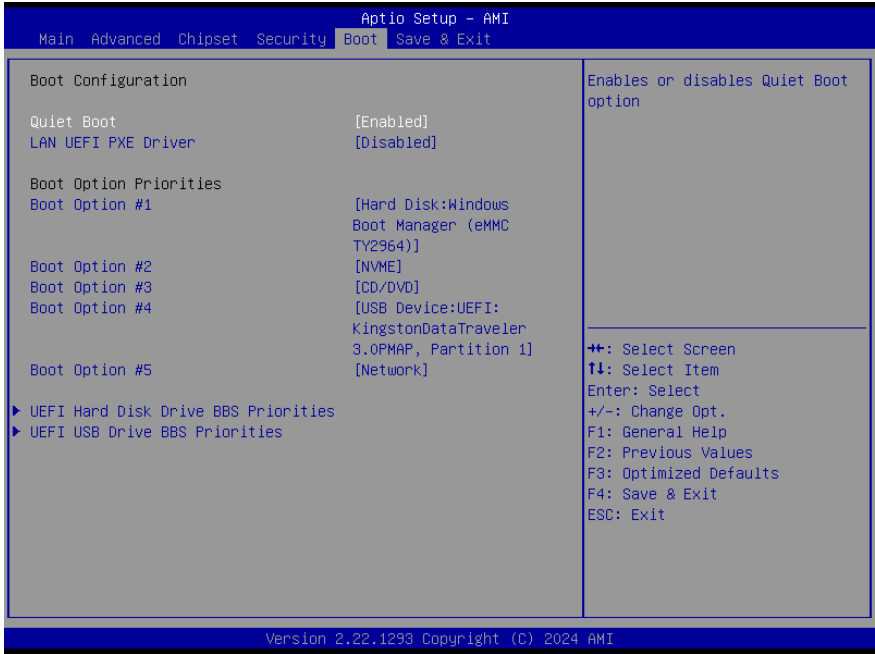 Aptio Setup – AMI
Main Advanced Chipset Security Boot Save & Exit
Boot Configuration
Quiet Boot [Enabled]
LAN UEFI PXE Driver [Disabled]
Boot Option Priorities
Boot Option #1 [Hard Disk:Windows
Boot Manager (eMMC
TY2964)]
Boot Option #2 [NVME]
Boot Option #3 [CD/DVD]
Boot Option #4 [USB Device:UEFI:
KingstonDataTraveler
3.0PMAP, Partition 1]
Boot Option #5 [Network]
UEFI Hard Disk Drive BBS Priorities
UEFI USB Drive BBS Priorities
Enables or disables Quiet Boot
option
→←: Select Screen
↑↓: Select Item
Enter: Select
+/-: Change Opt.
F1: General Help
F2: Previous Values
F3: Optimized Defaults
F4: Save & Exit
ESC: Exit
Version 2.22.1293 Copyright (C) 2024 AMI